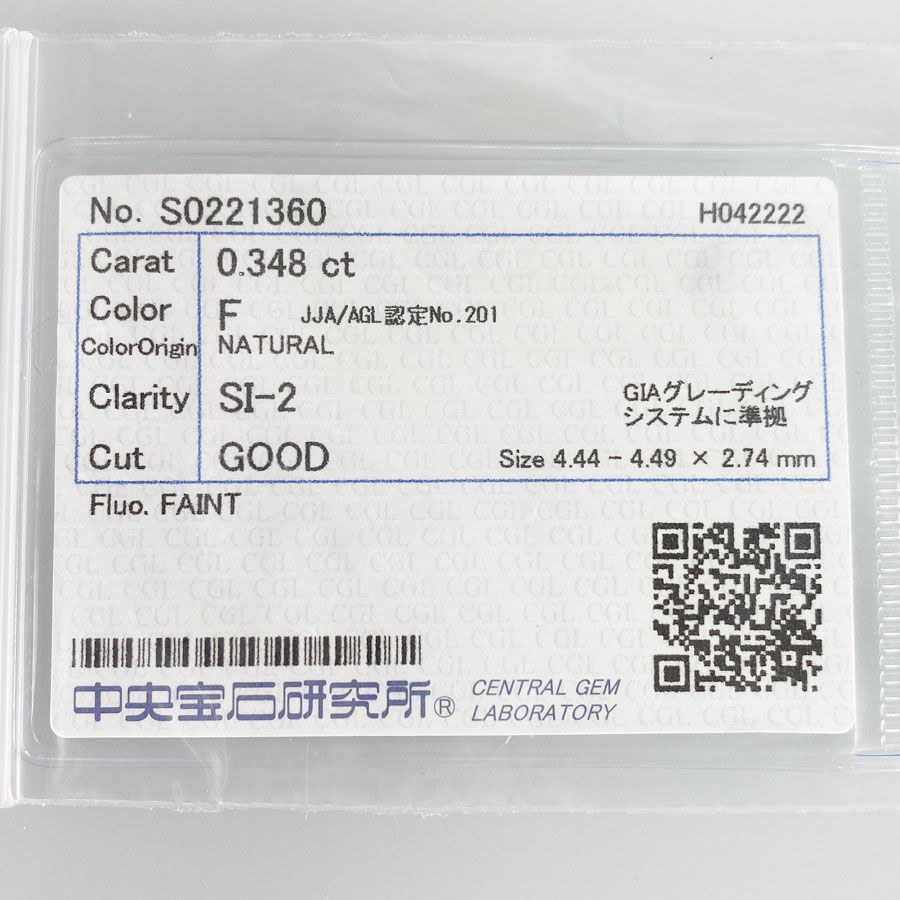 No. S0221360 H042222
Carat 0.348 ct
Color F JJA/AGL認定No.201
ColorOrigin NATURAL
Clarity SI-2 GIAグレーディング
システムに準拠
Cut GOOD Size 4.44 - 4.49 × 2.74 mm
Fluo. FAINT
中央宝石研究所® CENTRAL GEM
LABORATORY